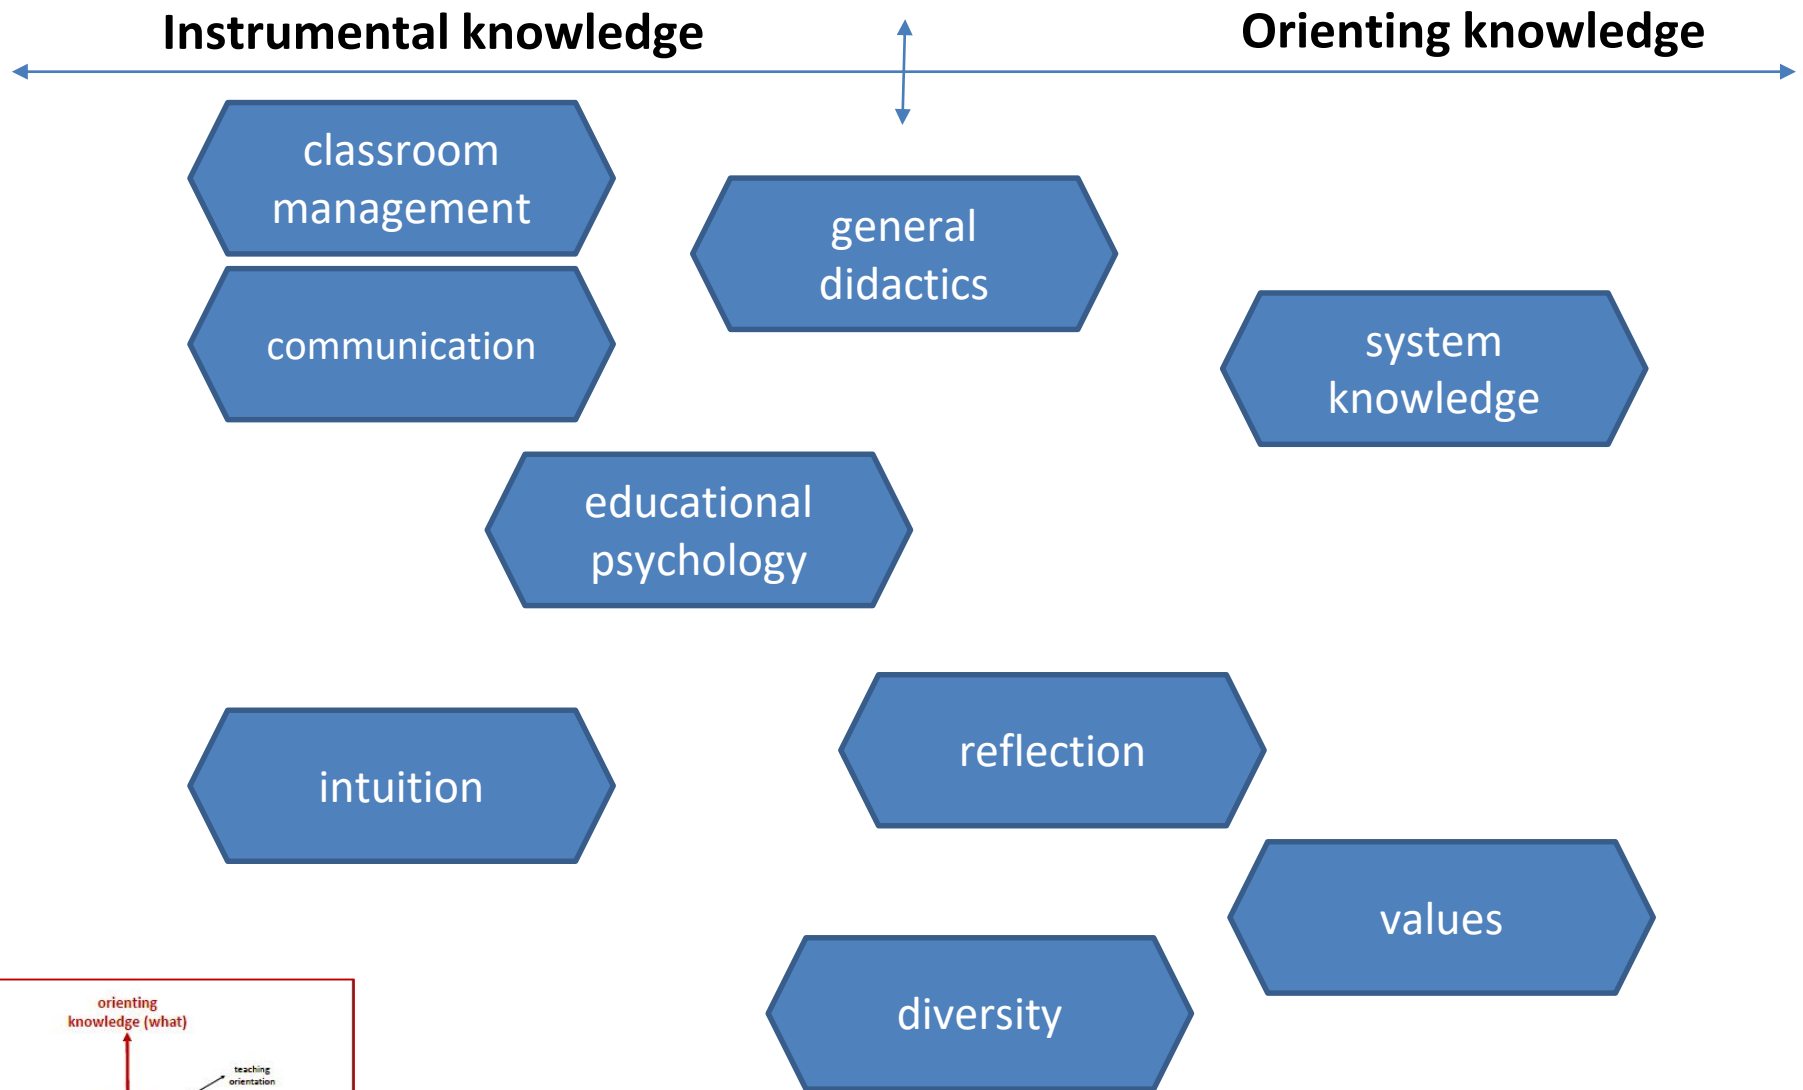 Instrumental knowledge
Orienting knowledge
classroom
management
general
didactics
communication
system
knowledge
educational
psychology
reflection
intuition
values
diversity
orienting
knowledge (what)
teaching
orientation